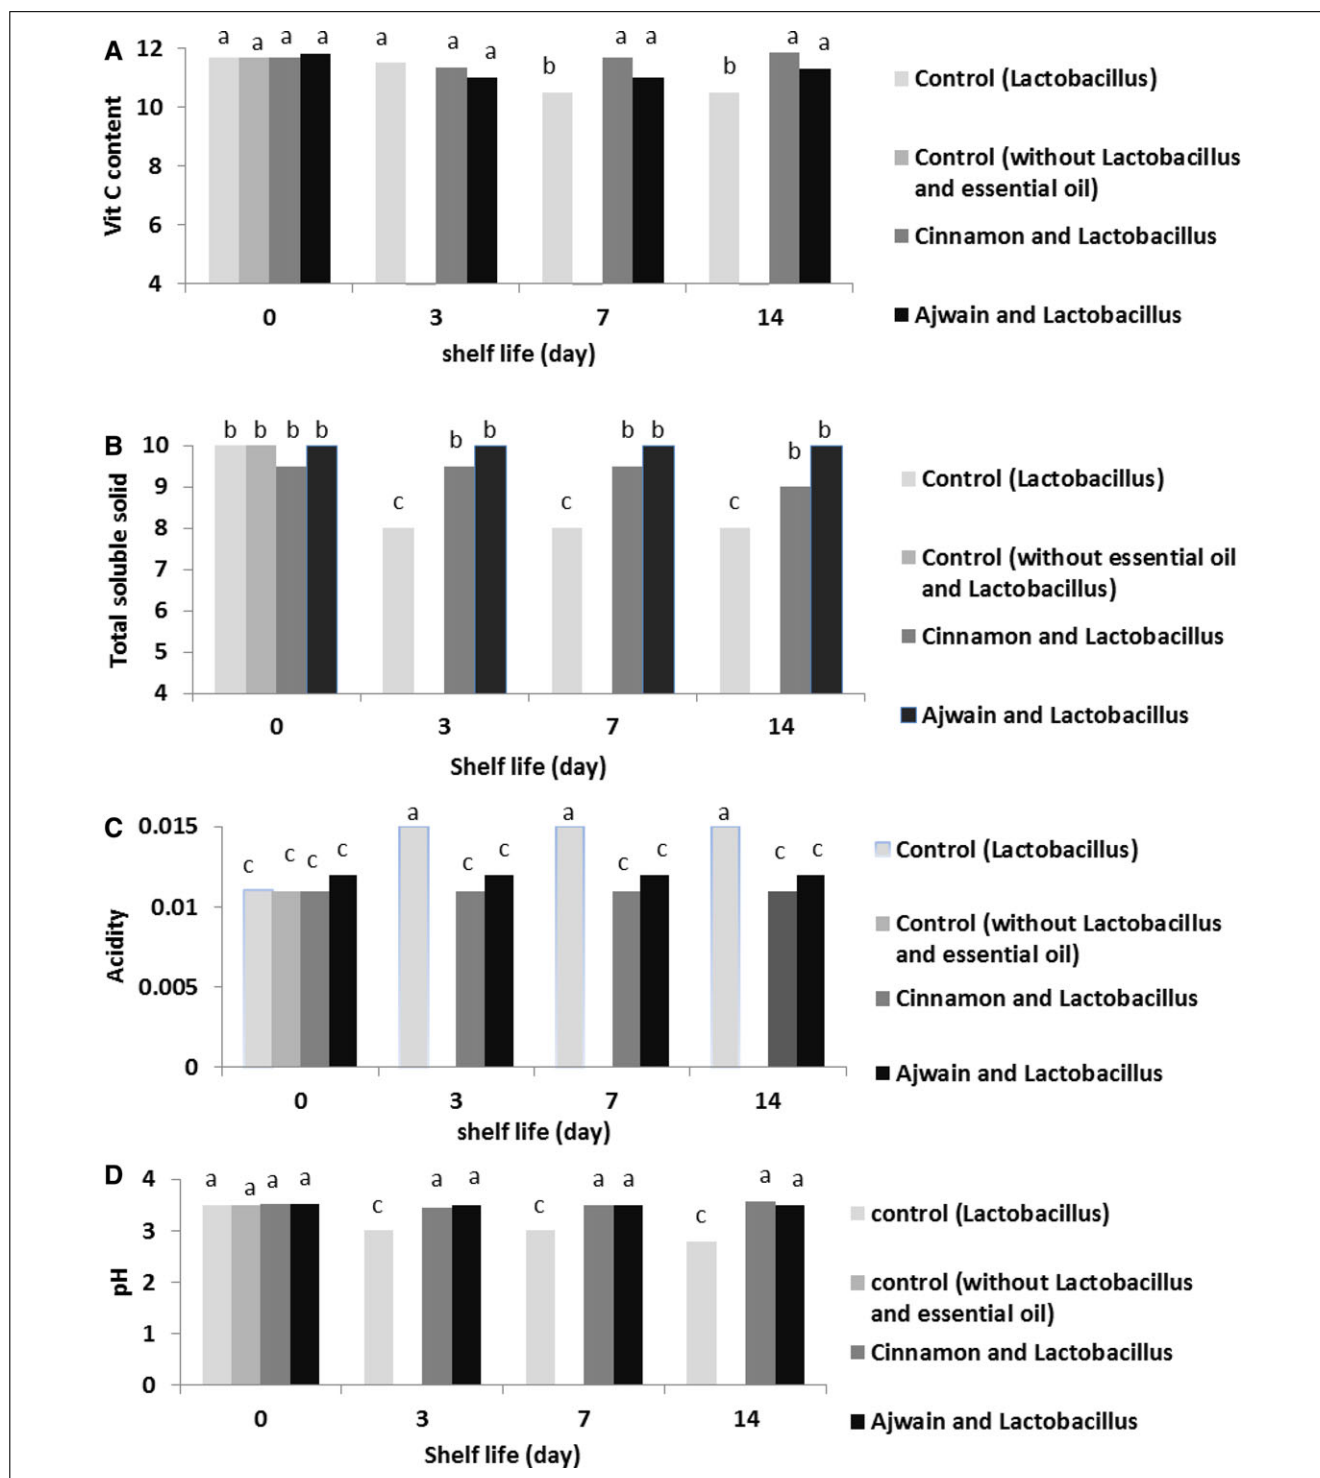 A
Vit C content
12
10
8
6
4
a a a a
a a a
b a a
b a a
0 3 7 14
shelf life (day)
Control (Lactobacillus)
Control (without Lactobacillus
and essential oil)
Cinnamon and Lactobacillus
Ajwain and Lactobacillus
B
Total soluble solid
10
9
8
7
6
5
4
b b b b
c b b
c b b
c b b
0 3 7 14
Shelf life (day)
Control (Lactobacillus)
Control (without essential oil
and Lactobacillus)
Cinnamon and Lactobacillus
Ajwain and Lactobacillus
C
Acidity
0.015
0.01
0.005
0
c c c c
a c c
a c c
a c c
0 3 7 14
shelf life (day)
Control (Lactobacillus)
Control (without Lactobacillus
and essential oil)
Cinnamon and Lactobacillus
Ajwain and Lactobacillus
D
pH
4
3
2
1
0
a a a a
c a a
c a a
c a a
0 3 7 14
Shelf life (day)
control (Lactobacillus)
control (without Lactobacillus
and essential oil)
Cinnamon and Lactobacillus
Ajwain and Lactobacillus